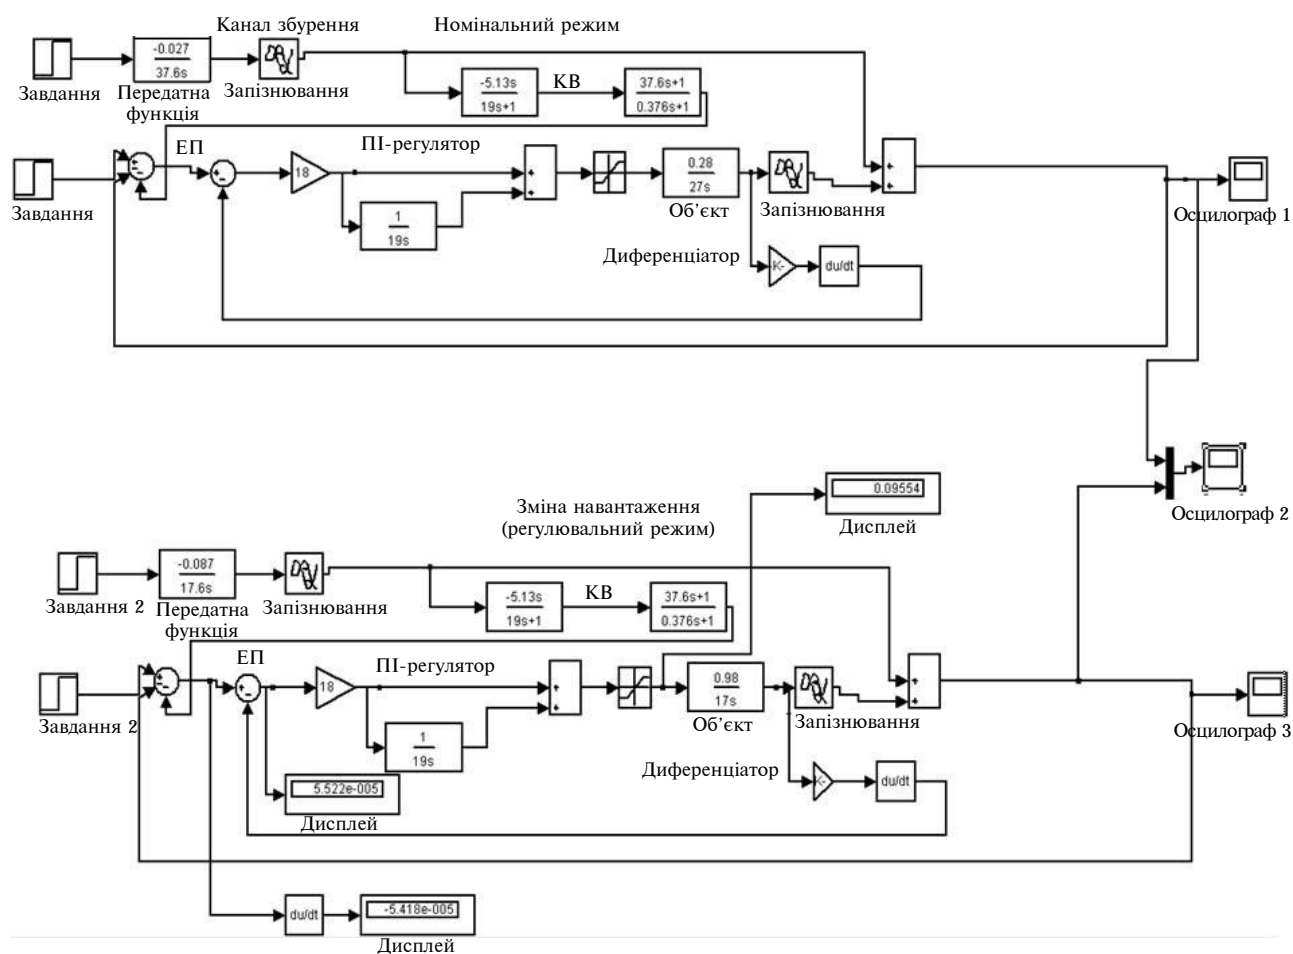 Канал збурення
Номінальний режим
-0.027
37.6s
Завдання
Передатна
функція
Запізнювання
-5.13s
19s+1
КВ
37.6s+1
0.376s+1
ЕП
ПІ-регулятор
18
1
19s
0.28
27s
Об’єкт
Запізнювання
Завдання
Осцилограф 1
Диференціатор
K-
du/dt
Осцилограф 2
0.09554
Дисплей
Зміна навантаження
(регулювальний режим)
-0.087
17.6s
Завдання 2
Передатна
функція
Запізнювання
-5.13s
19s+1
КВ
37.6s+1
0.376s+1
ЕП
ПІ-регулятор
18
1
19s
0.98
17s
Об’єкт
Запізнювання
Завдання 2
Осцилограф 3
Диференціатор
K-
du/dt
5.522e-005
Дисплей
du/dt
-5.418e-005
Дисплей